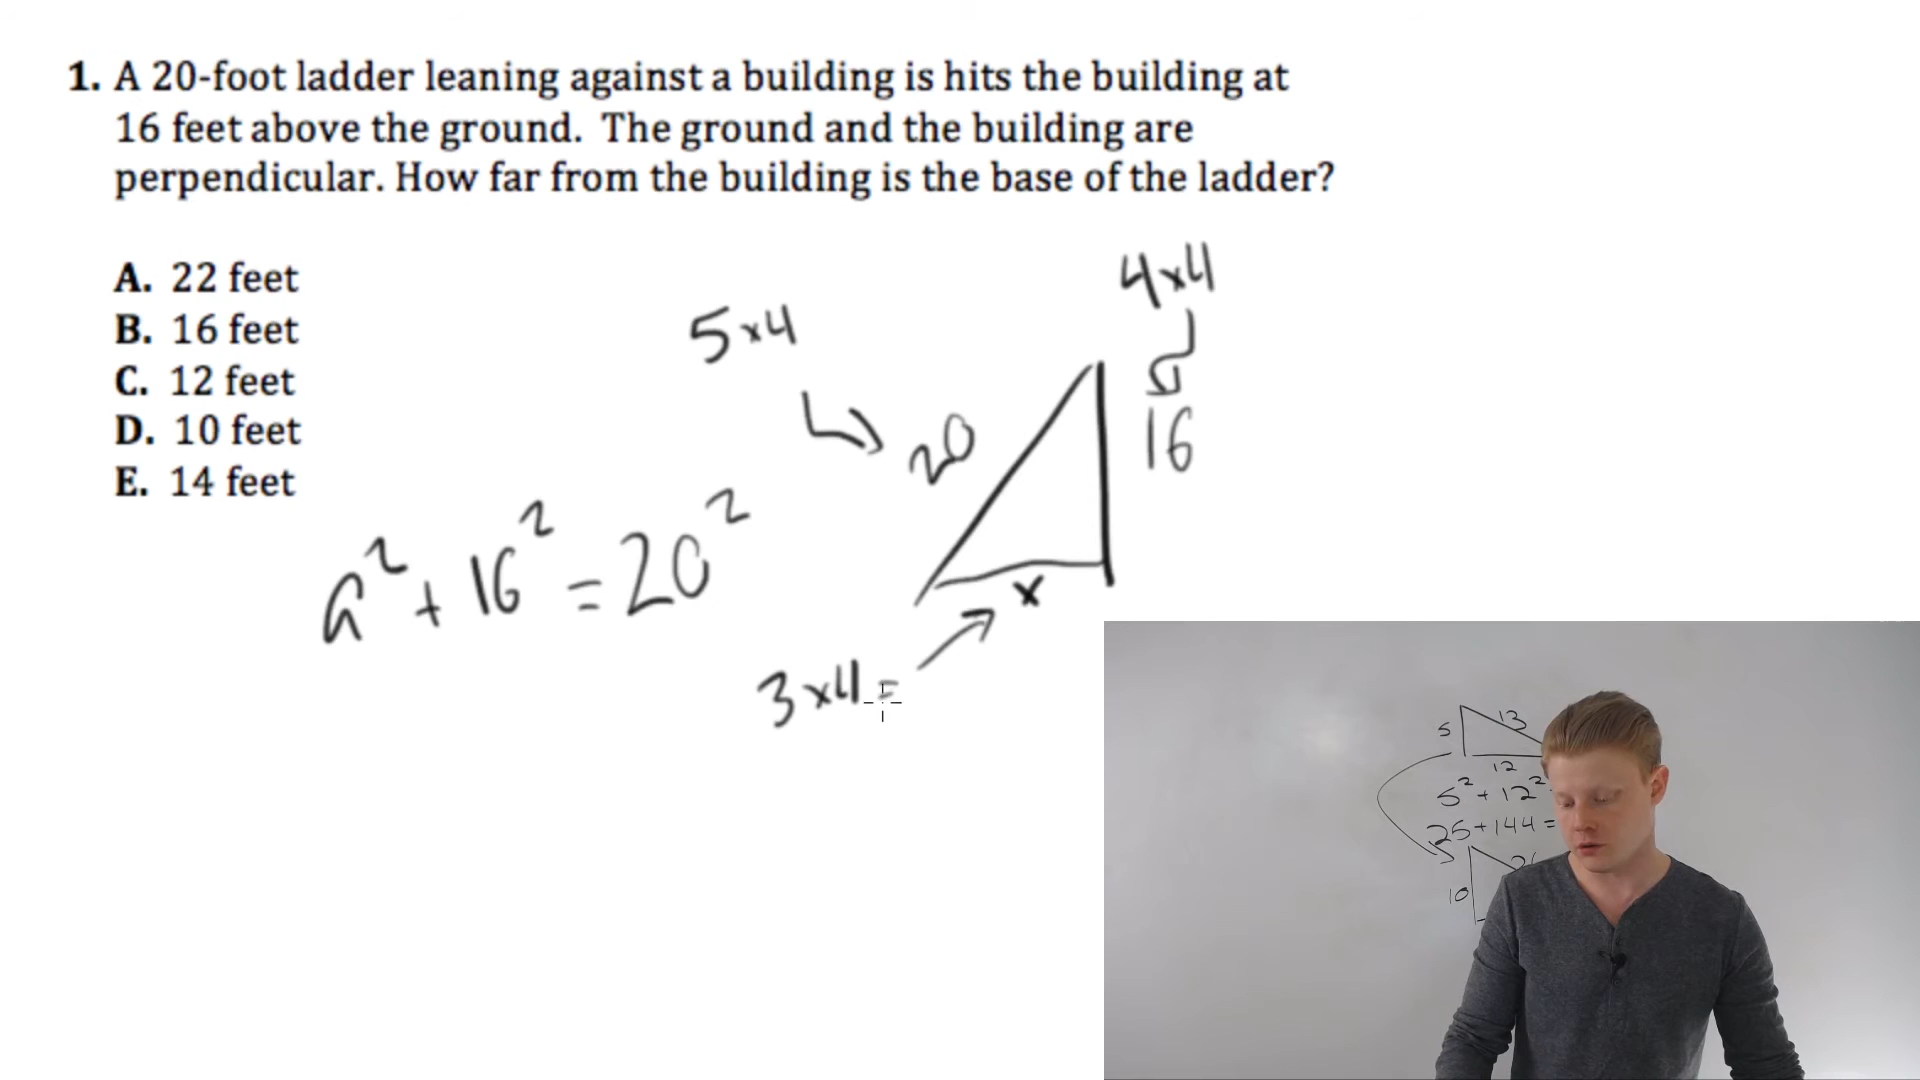 1. A 20-foot ladder leaning against a building is hits the building at
16 feet above the ground. The ground and the building are
perpendicular. How far from the building is the base of the ladder?
A. 22 feet
B. 16 feet
C. 12 feet
D. 10 feet
E. 14 feet
4x4
5x4
16
20
a² + 16² = 20²
x
3x4=
5
13
12
5² + 12²
25+144=
10